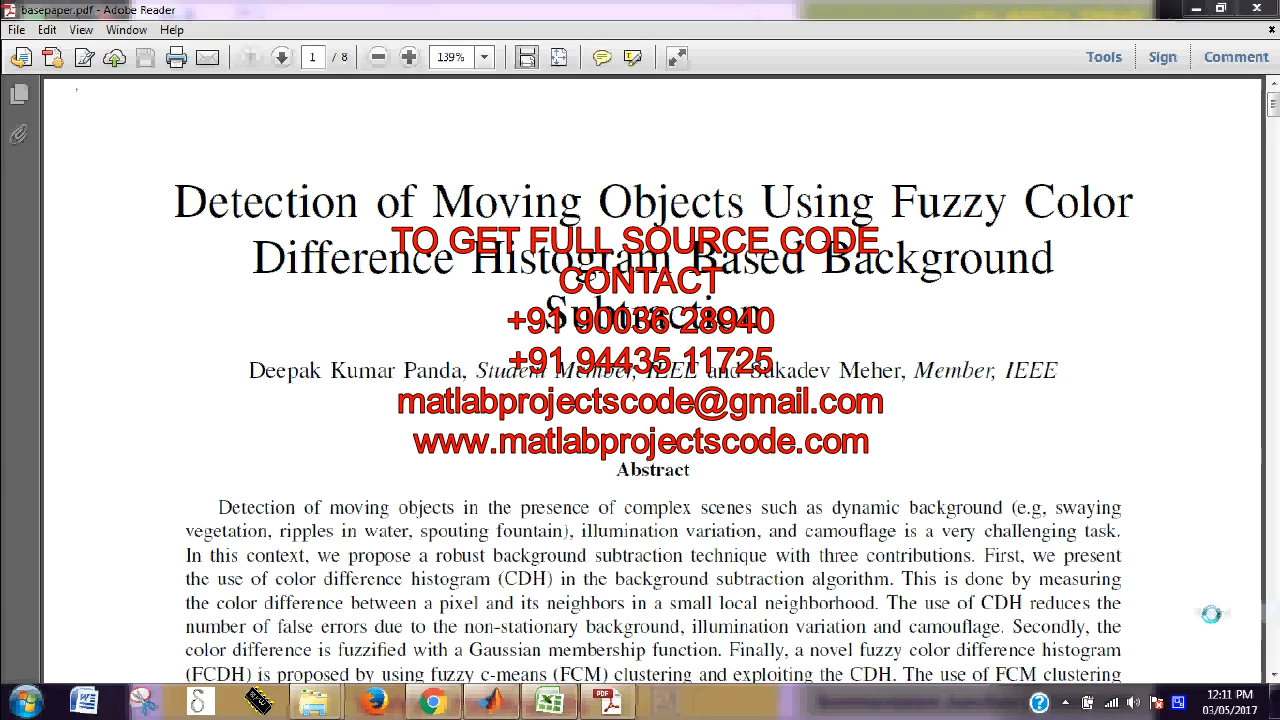 basepaper.pdf - Adobe Reader
File Edit View Window Help
1 / 8 139% Tools Sign Comment
Detection of Moving Objects Using Fuzzy Color
TO GET FULL SOURCE CODE
Difference Histogram Based Background
CONTACT
Subtraction
+91 90036 28940
+91 94435 11725
Deepak Kumar Panda, Student Member, IEEE and Sukadev Meher, Member, IEEE
matlabprojectscode@gmail.com
www.matlabprojectscode.com
Abstract
Detection of moving objects in the presence of complex scenes such as dynamic background (e.g, swaying
vegetation, ripples in water, spouting fountain), illumination variation, and camouflage is a very challenging task.
In this context, we propose a robust background subtraction technique with three contributions. First, we present
the use of color difference histogram (CDH) in the background subtraction algorithm. This is done by measuring
the color difference between a pixel and its neighbors in a small local neighborhood. The use of CDH reduces the
number of false errors due to the non-stationary background, illumination variation and camouflage. Secondly, the
color difference is fuzzified with a Gaussian membership function. Finally, a novel fuzzy color difference histogram
(FCDH) is proposed by using fuzzy c-means (FCM) clustering and exploiting the CDH. The use of FCM clustering
12:11 PM
03/05/2017